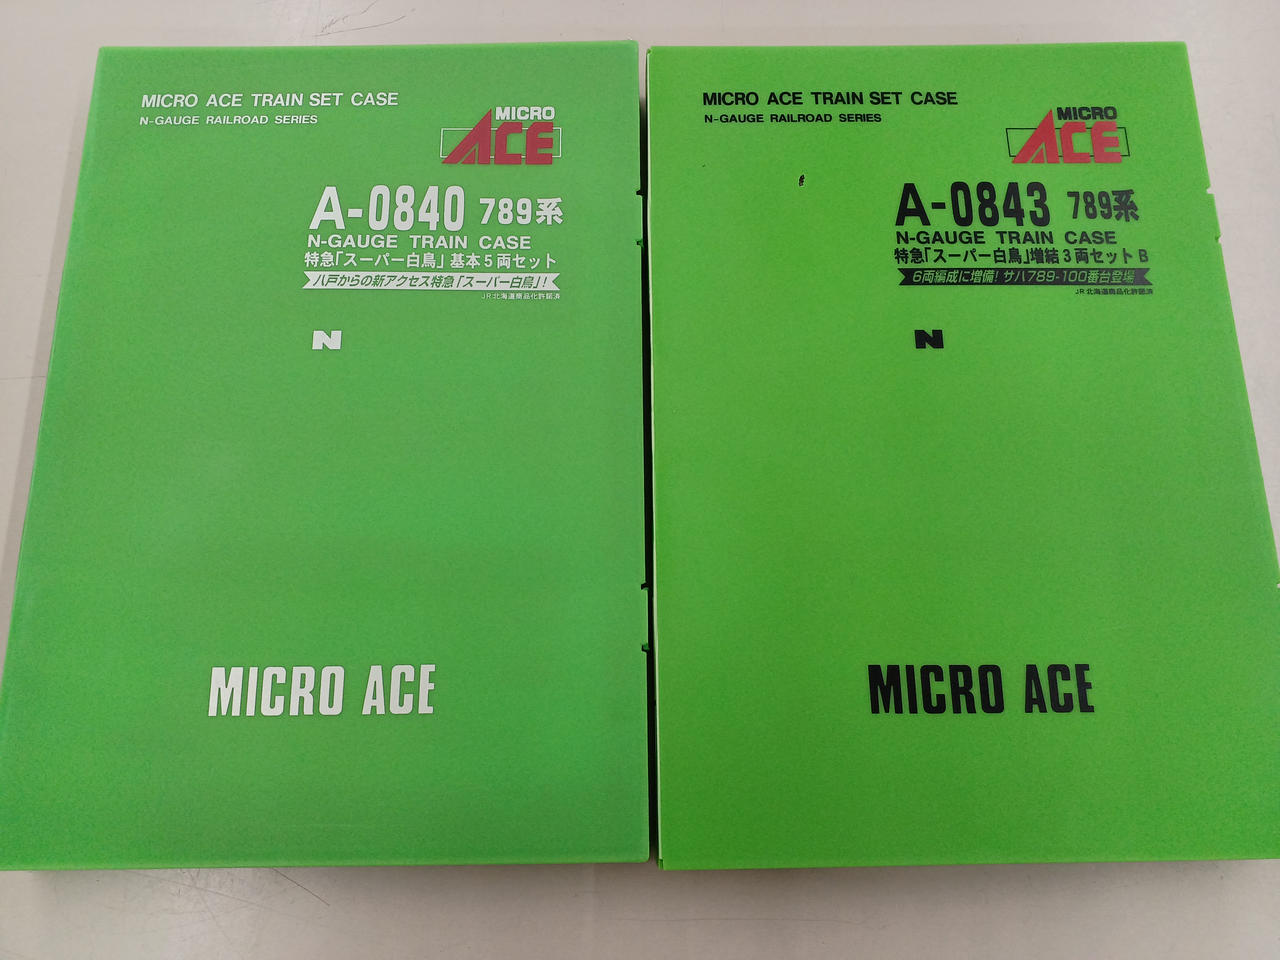 MICRO ACE TRAIN SET CASE
N-GAUGE RAILROAD SERIES
MICRO
ACE
A-0840 789系
N-GAUGE TRAIN CASE
特急「スーパー白鳥」基本5両セット
八戸からの新アクセス特急「スーパー白鳥」!
JR北海道商品化許諾済
N
MICRO ACE
MICRO ACE TRAIN SET CASE
N-GAUGE RAILROAD SERIES
MICRO
ACE
A-0843 789系
N-GAUGE TRAIN CASE
特急「スーパー白鳥」増結3両セットB
6両編成に増備!サハ789-100番台登場
JR北海道商品化許諾済
N
MICRO ACE